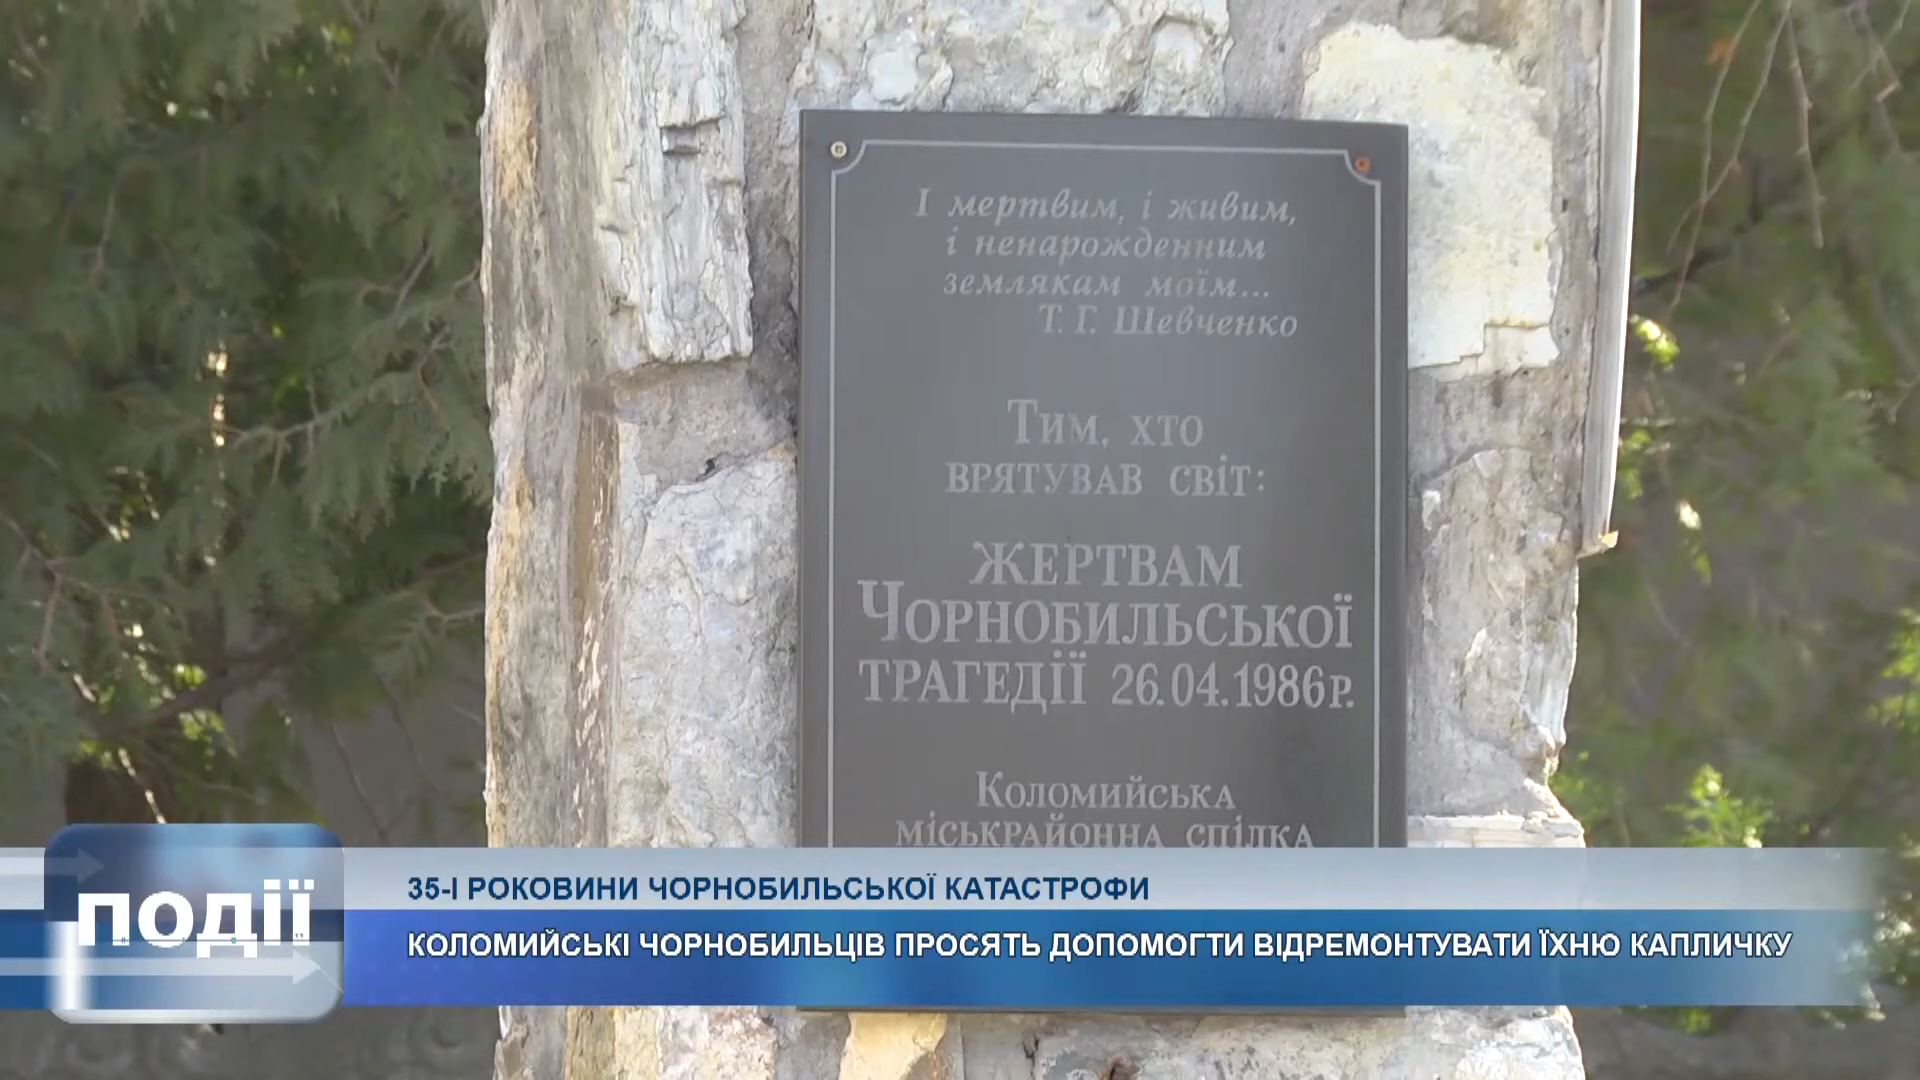 І мертвим, і живим,
і ненарожденним
землякам моїм...
Т. Г. Шевченко
Тим, хто
врятував світ:
ЖЕРТВАМ
ЧОРНОБИЛЬСЬКОЇ
ТРАГЕДІЇ 26.04.1986р.
Коломийська
міськрайонна спілка
події
35-І РОКОВИНИ ЧОРНОБИЛЬСЬКОЇ КАТАСТРОФИ
КОЛОМИЙСЬКІ ЧОРНОБИЛЬЦІВ ПРОСЯТЬ ДОПОМОГТИ ВІДРЕМОНТУВАТИ ЇХНЮ КАПЛИЧКУ